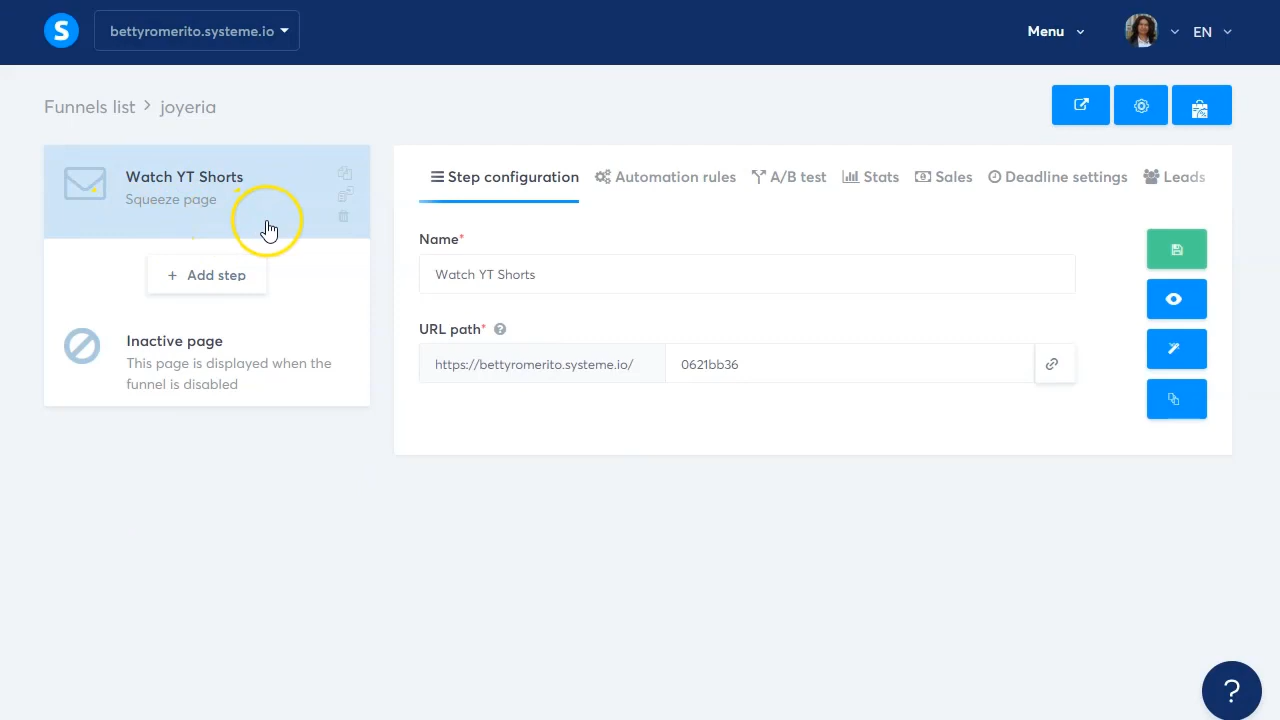 S
bettyromerito.systeme.io
Menu
EN
Funnels list > joyeria
Watch YT Shorts
Squeeze page
+ Add step
Inactive page
This page is displayed when the
funnel is disabled
Step configuration
Automation rules
A/B test
Stats
Sales
Deadline settings
Leads
Name*
Watch YT Shorts
URL path* ?
https://bettyromerito.systeme.io/
0621bb36
?